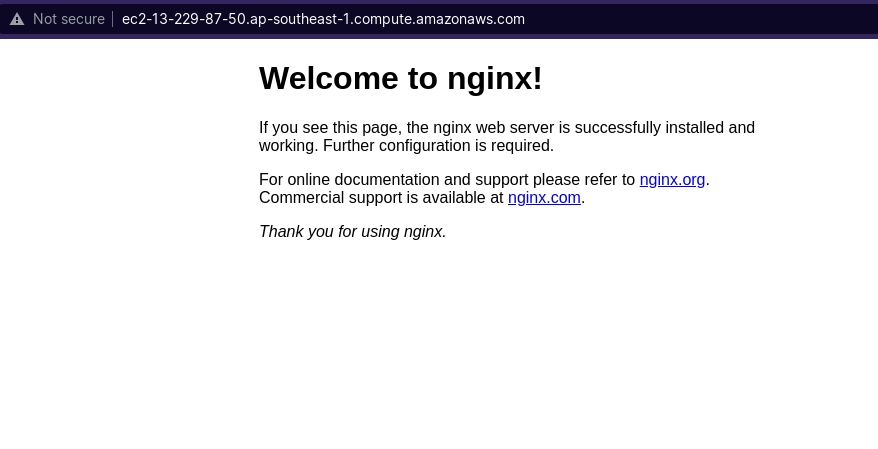 Not secure ec2-13-229-87-50.ap-southeast-1.compute.amazonaws.com
Welcome to nginx!
If you see this page, the nginx web server is successfully installed and
working. Further configuration is required.
For online documentation and support please refer to nginx.org.
Commercial support is available at nginx.com.
Thank you for using nginx.